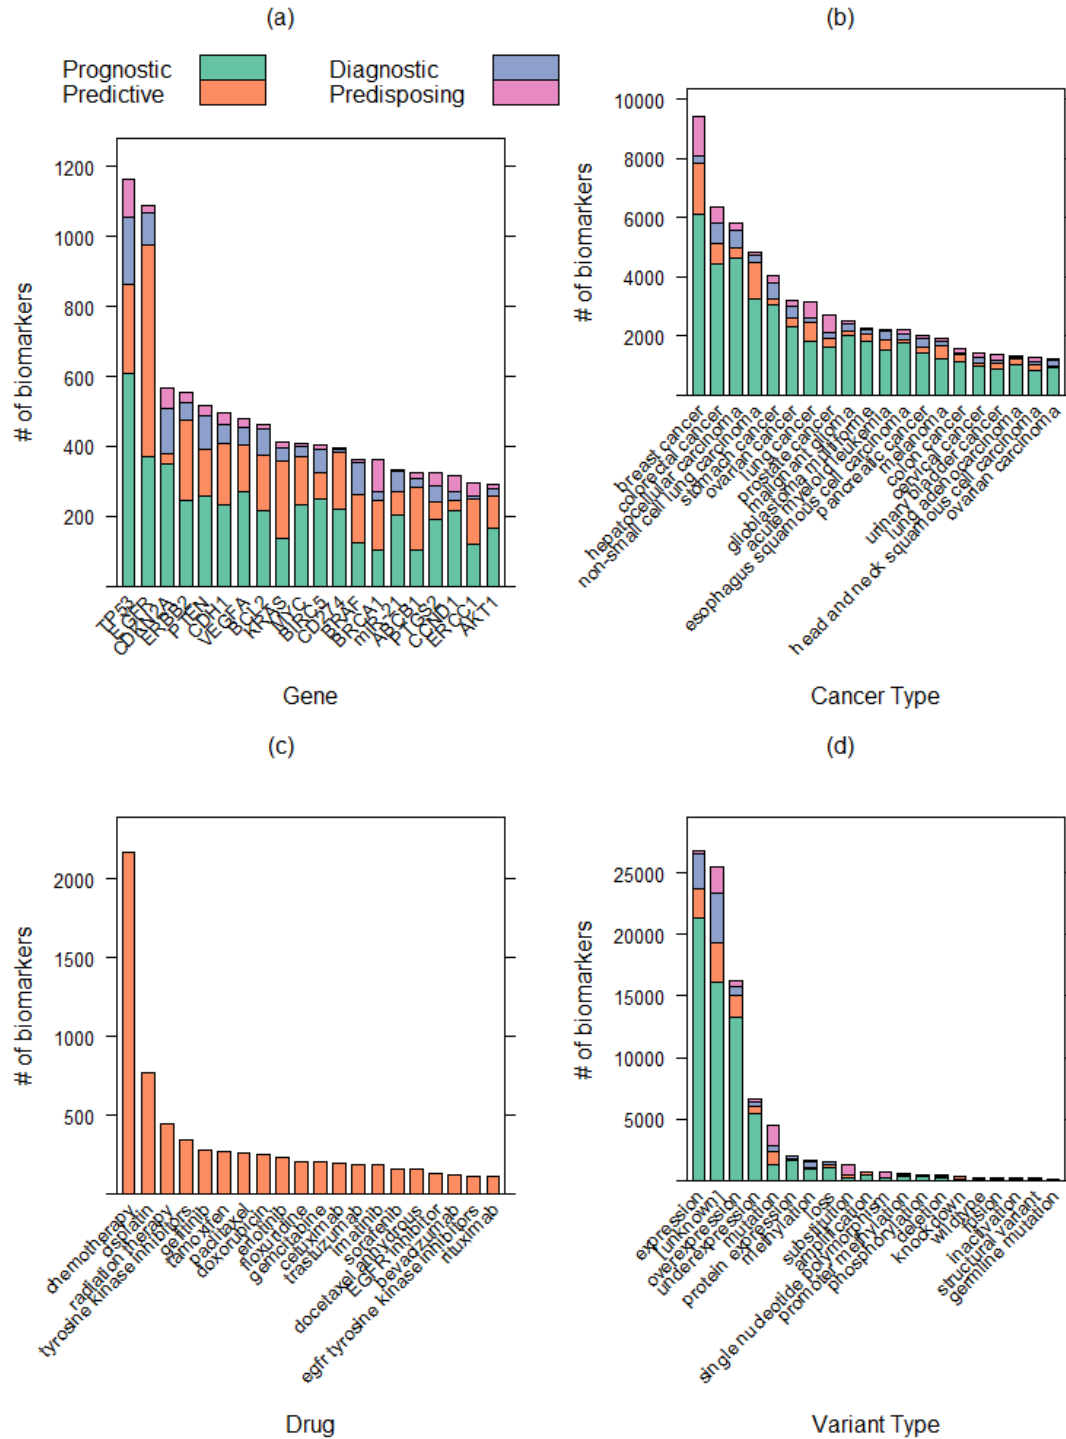 (a)
Prognostic
Predictive
Diagnostic
Predisposing
# of biomarkers
1200
1000
800
600
400
200
TP53
EGFR
CDKN2A
ERBB2
PTEN
CDH1
VEGFA
BCL2
KRAS
MYC
BIRC5
CD274
BRAF
BRCA1
miR-21
ABCB1
PTGS2
CCND1
ERCC1
AKT1
Gene
(b)
# of biomarkers
10000
8000
6000
4000
2000
breast cancer
colorectal cancer
hepatocellular carcinoma
non-small cell lung carcinoma
stomach cancer
ovarian cancer
lung cancer
prostate cancer
malignant glioma
glioblastoma multiforme
acute myeloid leukemia
esophagus squamous cell carcinoma
pancreatic cancer
melanoma
colon cancer
cervical cancer
urinary bladder cancer
lung adenocarcinoma
head and neck squamous cell carcinoma
ovarian carcinoma
Cancer Type
(c)
# of biomarkers
2000
1500
1000
500
chemotherapy
cisplatin
radiation therapy
tyrosine kinase inhibitors
gefitinib
tamoxifen
paclitaxel
doxorubicin
erlotinib
floxuridine
gemcitabine
cetuximab
trastuzumab
imatinib
sorafenib
docetaxel anhydrous
EGFR inhibitor
bevacizumab
egfr tyrosine kinase inhibitors
rituximab
Drug
(d)
# of biomarkers
25000
20000
15000
10000
5000
expression
[unknown]
overexpression
underexpression
mutation
protein expression
methylation
loss
substitution
amplification
single nucleotide polymorphism
promoter methylation
phosphorylation
deletion
knockdown
wildtype
fusion
inactivation
structural variant
germline mutation
Variant Type